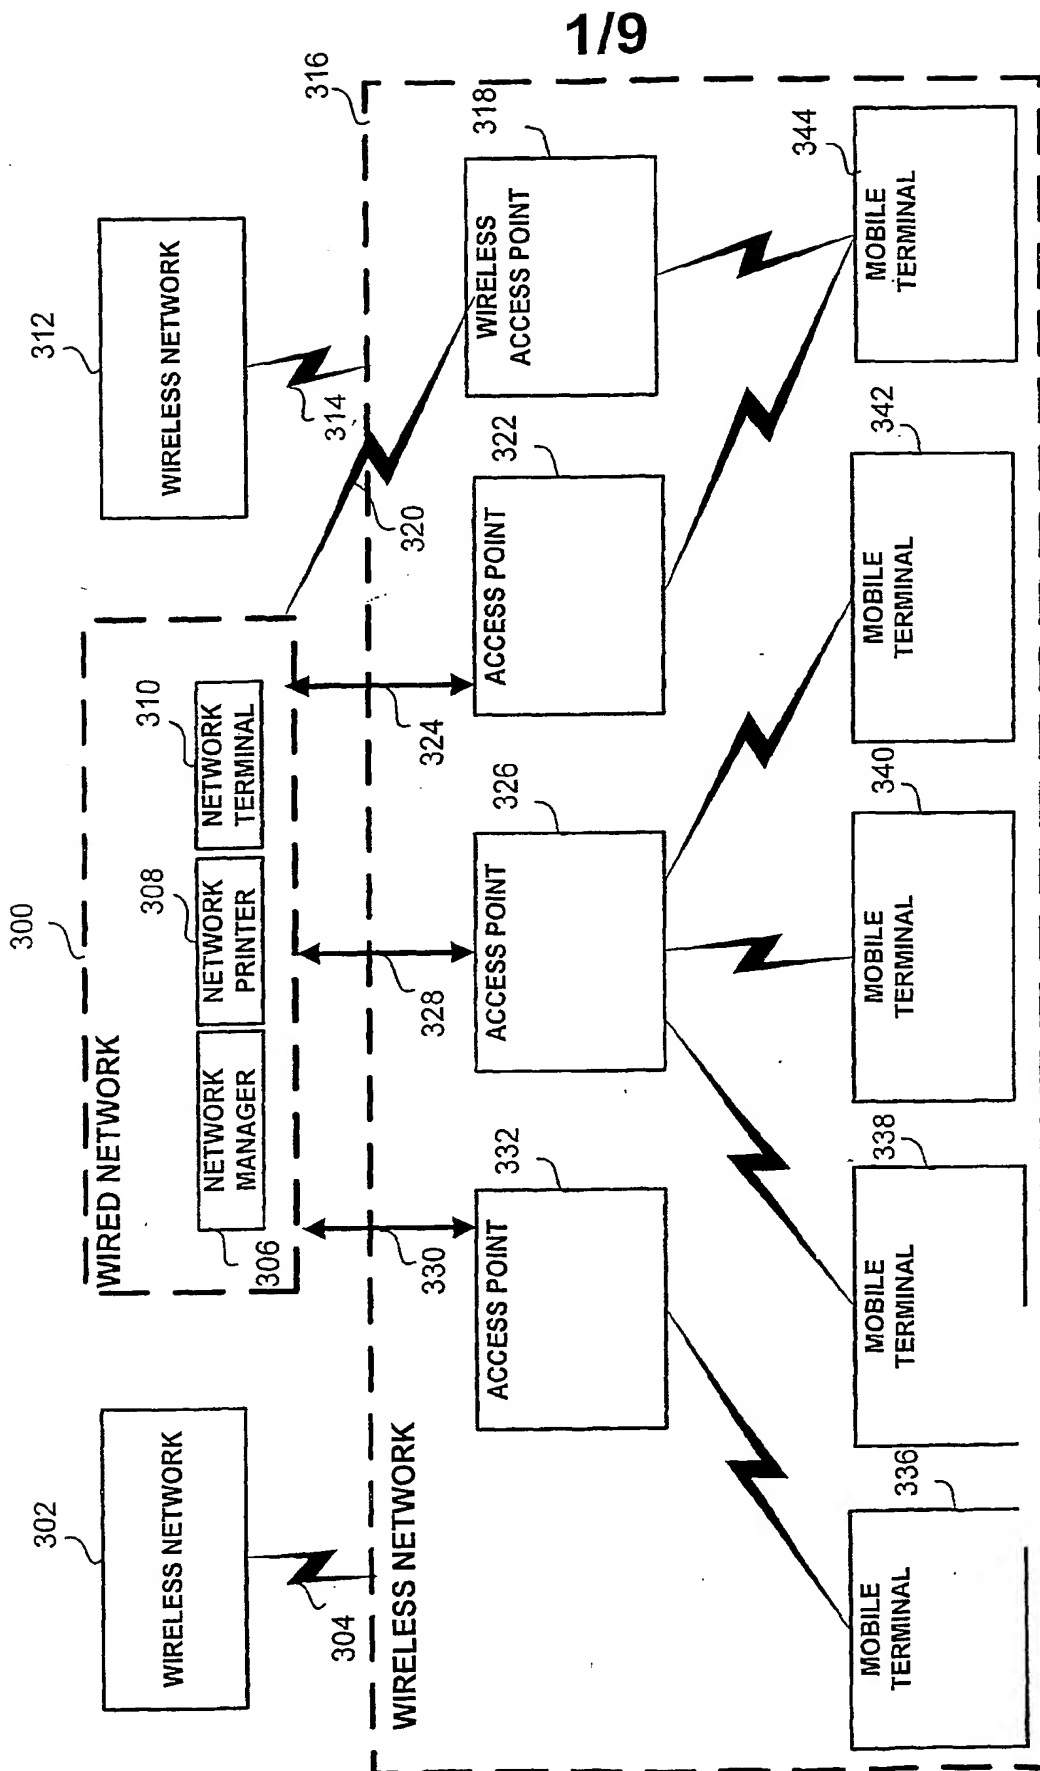 1/9
302
WIRELESS NETWORK
304
300
WIRED NETWORK
306
NETWORK
MANAGER
308
NETWORK
PRINTER
310
NETWORK
TERMINAL
312
WIRELESS NETWORK
314
316
WIRELESS NETWORK
330
328
324
320
332
ACCESS POINT
326
ACCESS POINT
322
ACCESS POINT
318
WIRELESS
ACCESS POINT
336
MOBILE
TERMINAL
338
MOBILE
TERMINAL
340
MOBILE
TERMINAL
342
MOBILE
TERMINAL
344
MOBILE
TERMINAL